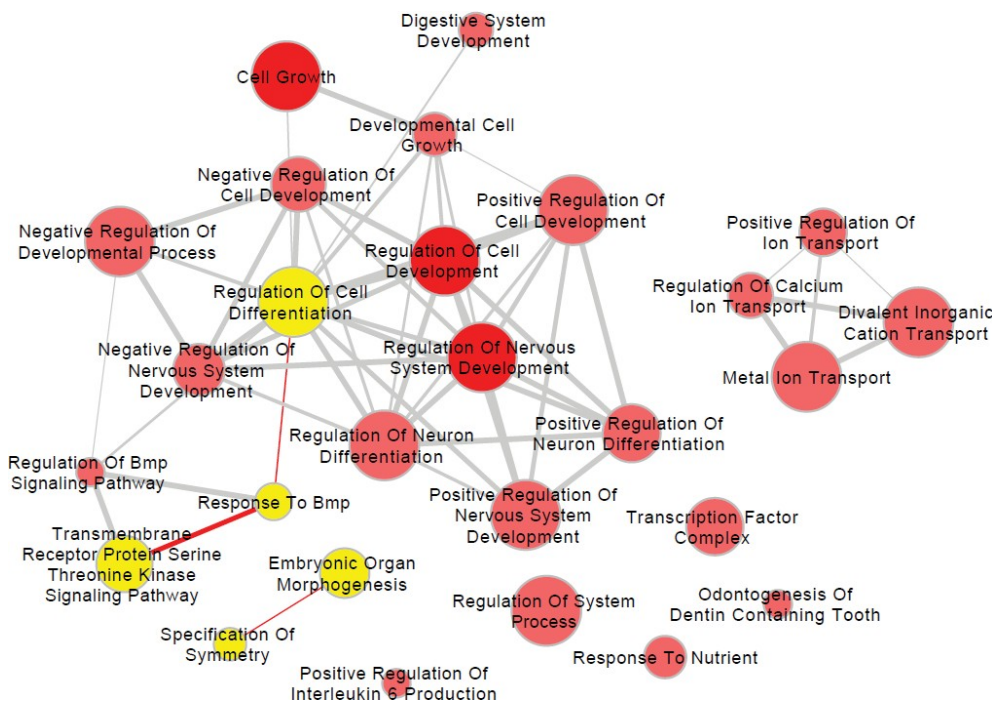 Digestive System
Development
Cell Growth
Developmental Cell
Growth
Negative Regulation Of
Cell Development
Positive Regulation Of
Cell Development
Negative Regulation Of
Developmental Process
Regulation Of Cell
Development
Positive Regulation Of
Ion Transport
Regulation Of Cell
Differentiation
Regulation Of Calcium
Ion Transport
Divalent Inorganic
Cation Transport
Negative Regulation Of
Nervous System
Development
Regulation Of Nervous
System Development
Metal Ion Transport
Regulation Of Neuron
Differentiation
Positive Regulation Of
Neuron Differentiation
Regulation Of Bmp
Signaling Pathway
Response To Bmp
Positive Regulation Of
Nervous System
Development
Transmembrane
Receptor Protein Serine
Threonine Kinase
Signaling Pathway
Transcription Factor
Complex
Embryonic Organ
Morphogenesis
Regulation Of System
Process
Odontogenesis Of
Dentin Containing Tooth
Specification Of
Symmetry
Response To Nutrient
Positive Regulation Of
Interleukin 6 Production